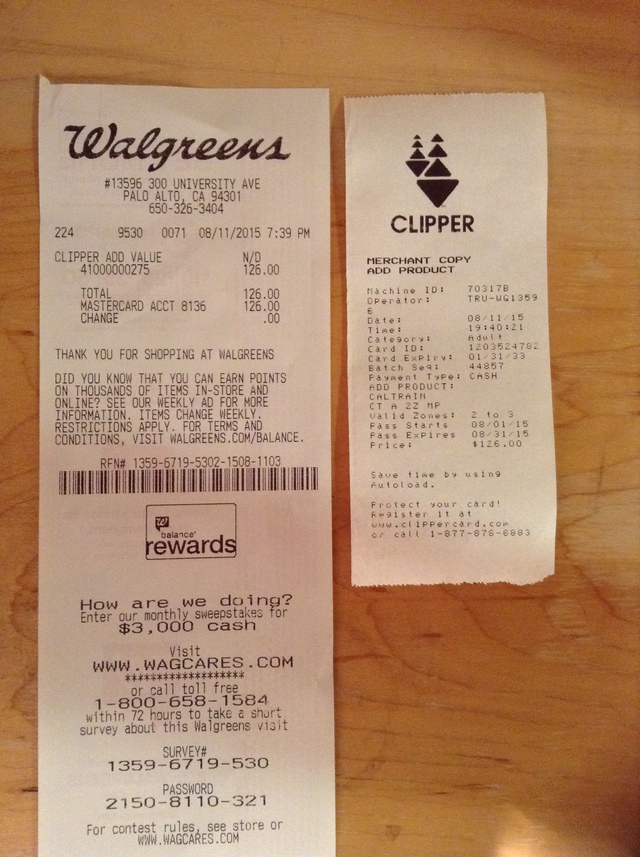 Walgreens
#13596 300 UNIVERSITY AVE
PALO ALTO, CA 94301
650-326-3404
224 9530 0071 08/11/2015 7:39 PM
CLIPPER ADD VALUE N/D
41000000275 126.00
TOTAL 126.00
MASTERCARD ACCT 8136 126.00
CHANGE .00
THANK YOU FOR SHOPPING AT WALGREENS
DID YOU KNOW THAT YOU CAN EARN POINTS
ON THOUSANDS OF ITEMS IN-STORE AND
ONLINE? SEE OUR WEEKLY AD FOR MORE
INFORMATION. ITEMS CHANGE WEEKLY.
RESTRICTIONS APPLY. FOR TERMS AND
CONDITIONS, VISIT WALGREENS.COM/BALANCE.
RFN# 1359-6719-5302-1508-1103
W
balance®
rewards
How are we doing?
Enter our monthly sweepstakes for
$3,000 cash
Visit
WWW.WAGCARES.COM
******************
or call toll free
1-800-658-1584
within 72 hours to take a short
survey about this Walgreens visit
SURVEY#
1359-6719-530
PASSWORD
2150-8110-321
For contest rules, see store or
WWW.WAGCARES.COM
CLIPPER
MERCHANT COPY
ADD PRODUCT
Machine ID: 70317B
Operator: TRU-WG1359
6
Date: 08/11/15
Time: 19:40:21
Category: Adult
Card ID: 1203524782
Card Expiry: 01/31/33
Batch Seq: 44857
Payment Type: CASH
ADD PRODUCT:
CALTRAIN
CT A 2Z MP
Valid Zones: 2 to 3
Pass Starts 08/01/15
Pass Expires 08/31/15
Price: $126.00
Save time by using
Autoload.
Protect your card!
Register it at
www.clippercard.com
or call 1-877-878-8883